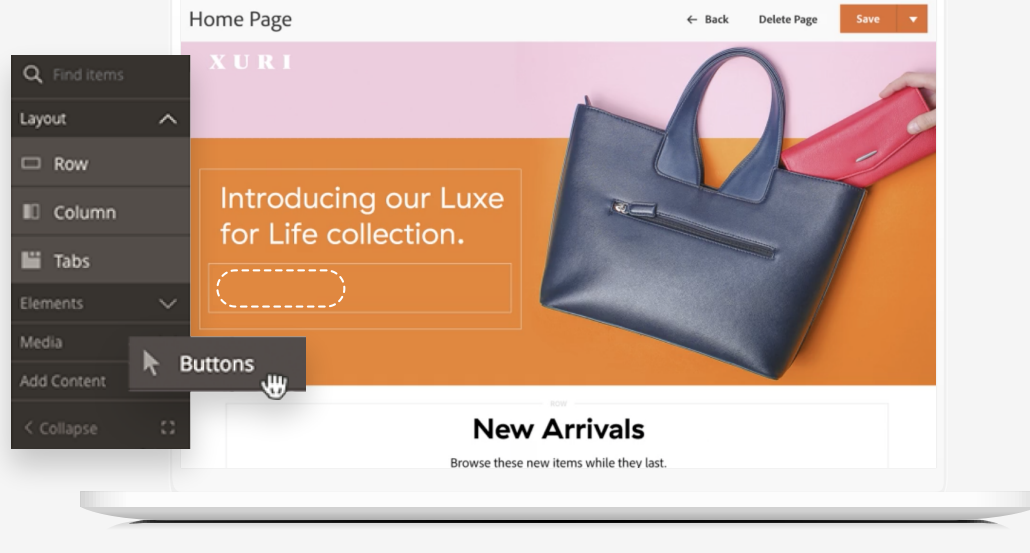 Home Page
Back
Delete Page
Save
XURI
Find items
Layout
Row
Column
Tabs
Elements
Media
Add Content
Collapse
Buttons
Introducing our Luxe
for Life collection.
ROW
New Arrivals
Browse these new items while they last.